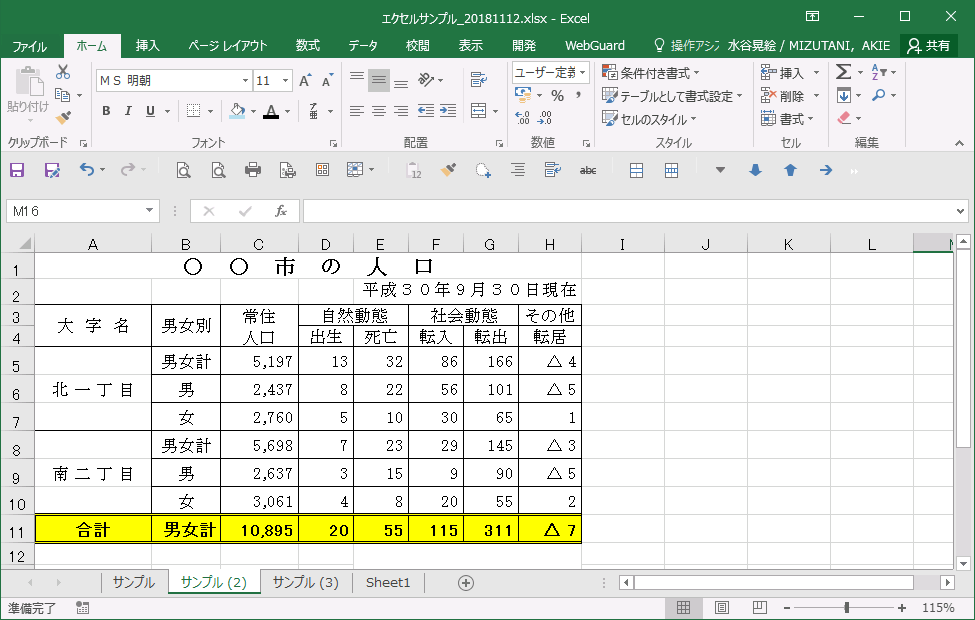 エクセルサンプル_20181112.xlsx - Excel
ファイル ホーム 挿入 ページ レイアウト 数式 データ 校閲 表示 開発 WebGuard 操作アシ 水谷晃絵 / MIZUTANI, AKIE 共有
貼り付け ＭＳ 明朝 11 A A ユーザー定義 条件付き書式 挿入 Σ
B I U A % , テーブルとして書式設定 削除
セルのスタイル 書式
クリップボード フォント 配置 数値 スタイル セル 編集
12 abc
M16 fx
A B C D E F G H I J K L
1 〇 〇 市 の 人 口
2 平成３０年９月３０日現在
3 大 字 名 男女別 常住 自然動態 社会動態 その他
4 人口 出生 死亡 転入 転出 転居
5 男女計 5,197 13 32 86 166 △ 4
6 北 一 丁 目 男 2,437 8 22 56 101 △ 5
7 女 2,760 5 10 30 65 1
8 男女計 5,698 7 23 29 145 △ 3
9 南 二 丁 目 男 2,637 3 15 9 90 △ 5
10 女 3,061 4 8 20 55 2
11 合計 男女計 10,895 20 55 115 311 △ 7
12
サンプル サンプル (2) サンプル (3) Sheet1
準備完了 115%